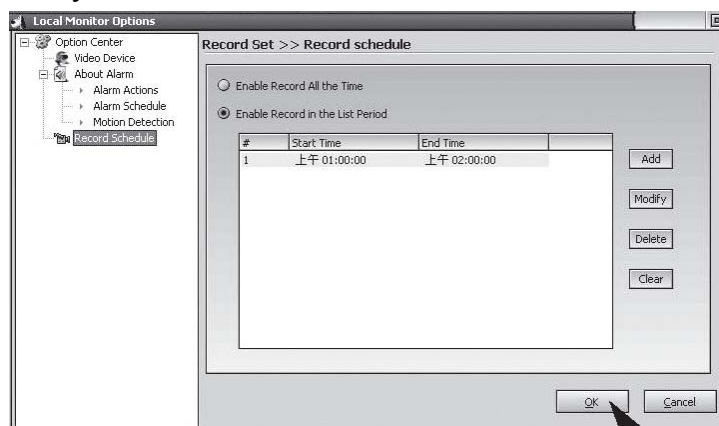 Local Monitor Options
Option Center
Video Device
About Alarm
Alarm Actions
Alarm Schedule
Motion Detection
Record Schedule
Record Set >> Record schedule
Enable Record All the Time
Enable Record in the List Period
# Start Time End Time
1 上午 01:00:00 上午 02:00:00
Add
Modify
Delete
Clear
OK Cancel